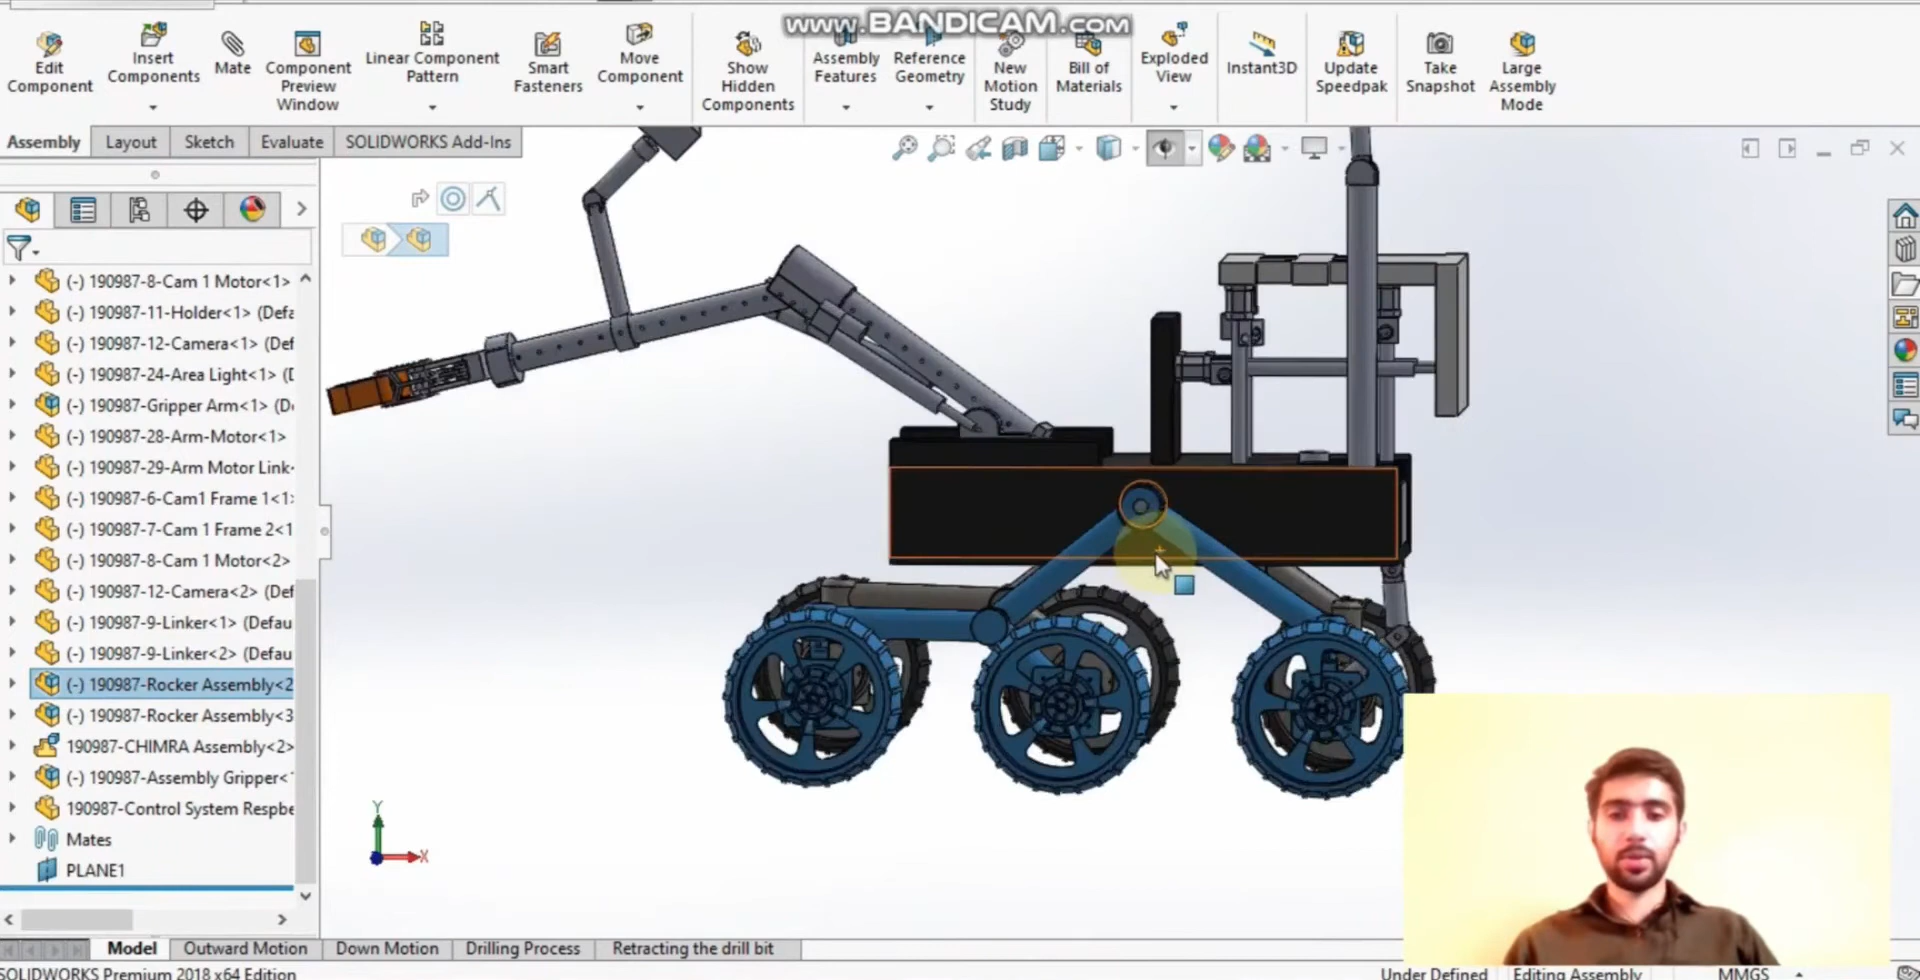 www.BANDICAM.com
Edit
Component
Insert
Components
Mate
Component
Preview
Window
Linear Component
Pattern
Smart
Fasteners
Move
Component
Show
Hidden
Components
Assembly
Features
Reference
Geometry
New
Motion
Study
Bill of
Materials
Exploded
View
Instant3D
Update
Speedpak
Take
Snapshot
Large
Assembly
Mode
Assembly Layout Sketch Evaluate SOLIDWORKS Add-Ins
(-) 190987-8-Cam 1 Motor<1>
(-) 190987-11-Holder<1> (Defa
(-) 190987-12-Camera<1> (Def
(-) 190987-24-Area Light<1> (D
(-) 190987-Gripper Arm<1> (D
(-) 190987-28-Arm-Motor<1>
(-) 190987-29-Arm Motor Link
(-) 190987-6-Cam1 Frame 1<1>
(-) 190987-7-Cam 1 Frame 2<1
(-) 190987-8-Cam 1 Motor<2>
(-) 190987-12-Camera<2> (Def
(-) 190987-9-Linker<1> (Defau
(-) 190987-9-Linker<2> (Defau
(-) 190987-Rocker Assembly<2
(-) 190987-Rocker Assembly<3
190987-CHIMRA Assembly<2>
(-) 190987-Assembly Gripper<
190987-Control System Respbe
Mates
PLANE1
Y
X
Model Outward Motion Down Motion Drilling Process Retracting the drill bit
SOLIDWORKS Premium 2018 x64 Edition Under Defined Editing Assembly MMGS